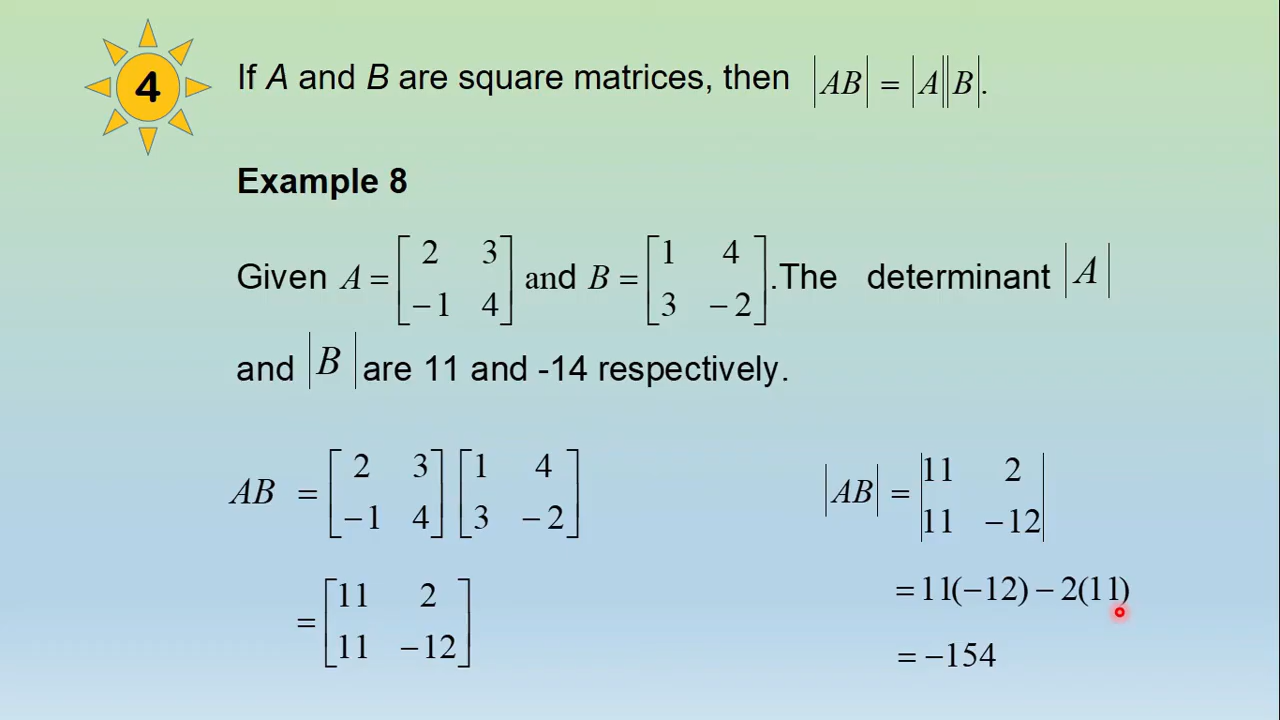 4
If A and B are square matrices, then |AB| = |A||B|.
Example 8
Given A = [2 3; −1 4] and B = [1 4; 3 −2]. The determinant |A|
and |B| are 11 and -14 respectively.
AB = [2 3; −1 4] [1 4; 3 −2]
= [11 2; 11 −12]
|AB| = |11 2; 11 −12|
= 11(−12) − 2(11)
= −154